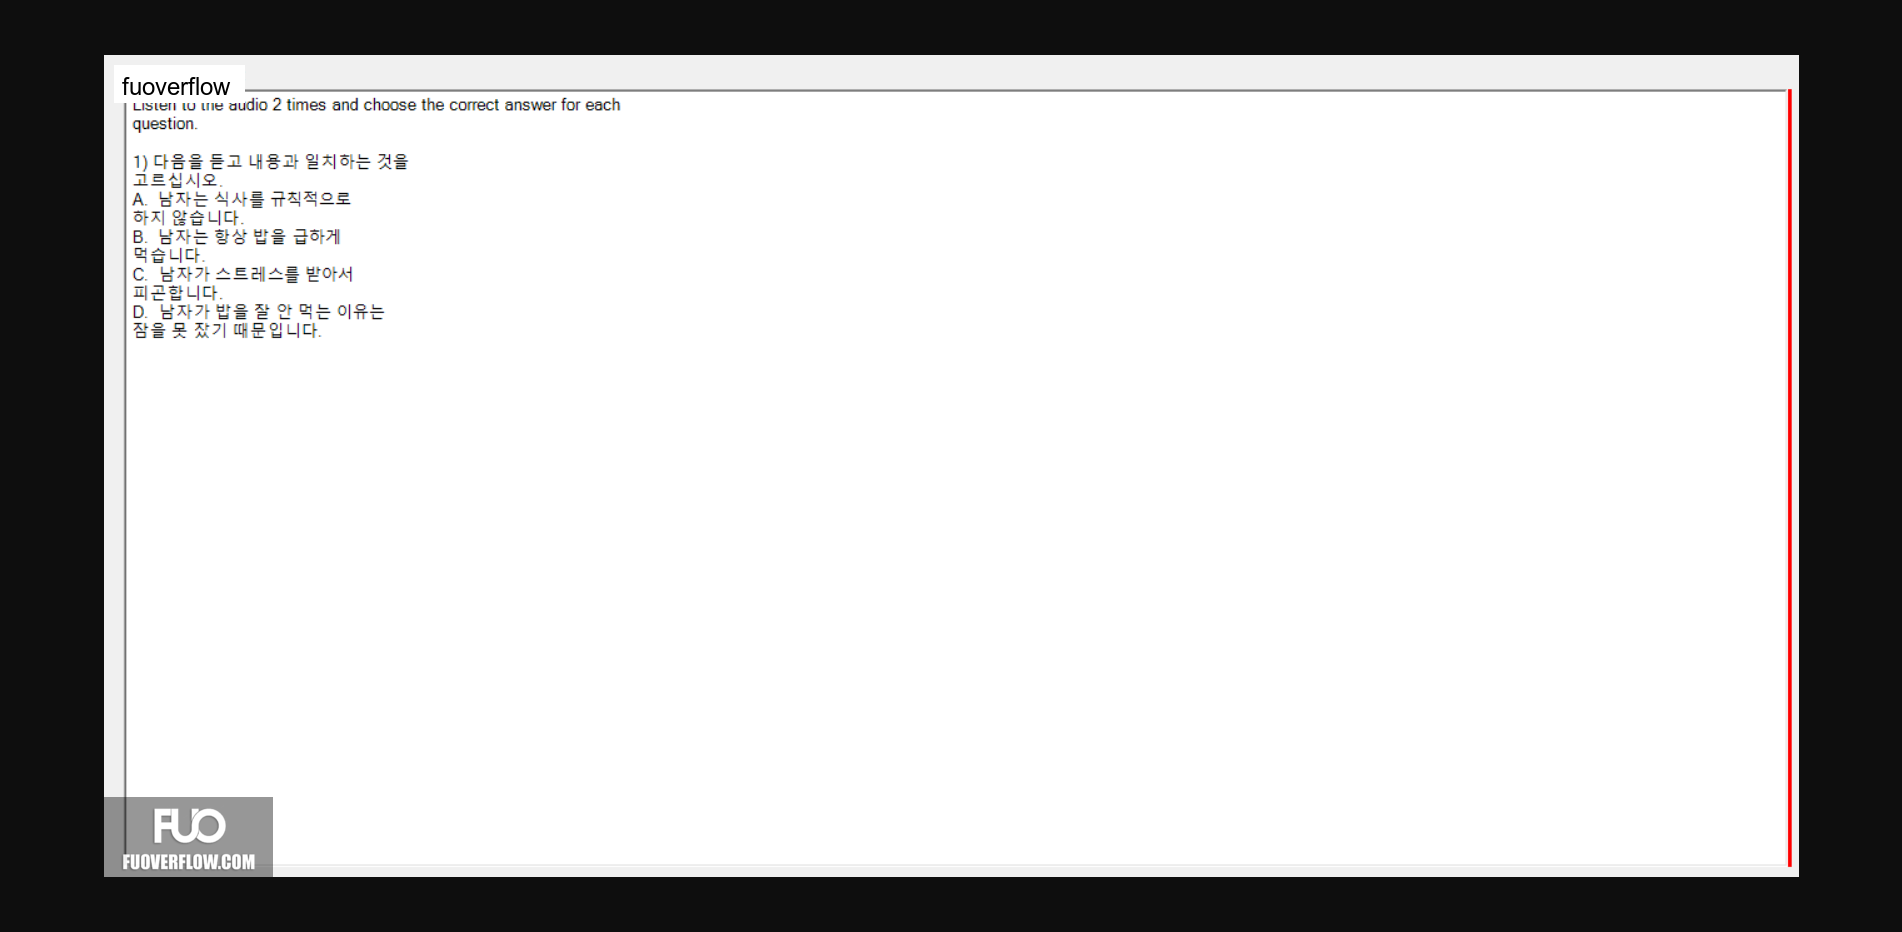 fuoverflow
Listen to the audio 2 times and choose the correct answer for each
question.
1) 다음을 듣고 내용과 일치하는 것을
고르십시오.
A. 남자는 식사를 규칙적으로
하지 않습니다.
B. 남자는 항상 밥을 급하게
먹습니다.
C. 남자가 스트레스를 받아서
피곤합니다.
D. 남자가 밥을 잘 안 먹는 이유는
잠을 못 잤기 때문입니다.
FUO
FUOVERFLOW.COM